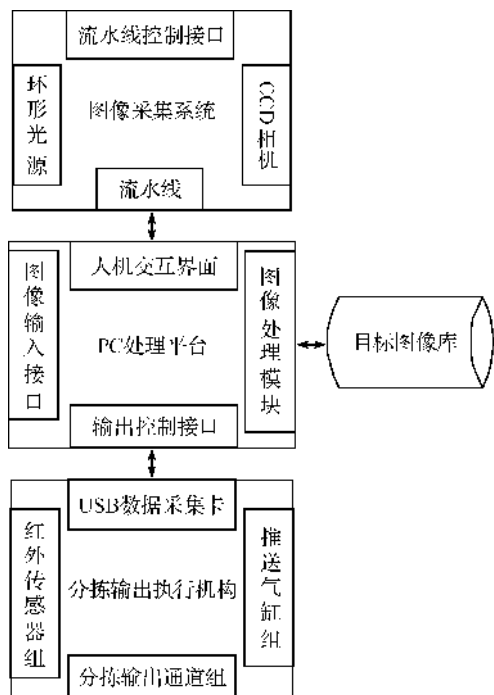 流水线控制接口
环形光源
图像采集系统
CCD相机
流水线
人机交互界面
图像输入接口
PC处理平台
图像处理模块
目标图像库
输出控制接口
USB数据采集卡
红外传感器组
分拣输出执行机构
推送气缸组
分拣输出通道组